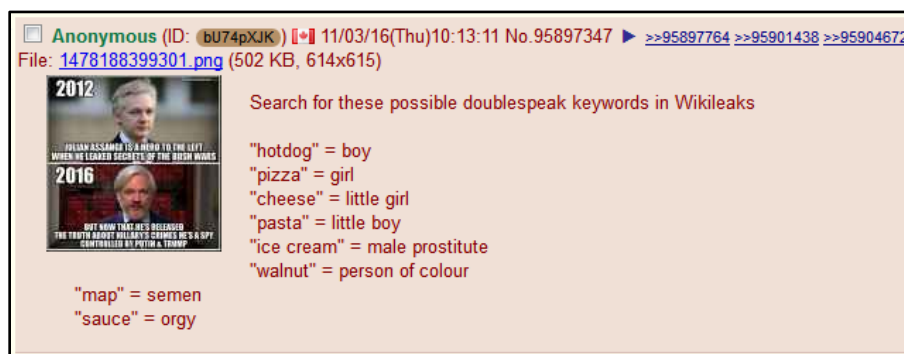 Anonymous (ID: bU74pXJK) 11/03/16(Thu)10:13:11 No.95897347 ▶ >>95897764 >>95901438 >>95904672
File: 1478188399301.png (502 KB, 614x615)
2012
JULIAN ASSANGE IS A HERO TO THE LEFT
WHEN HE LEAKED SECRETS OF THE BUSH WARS
2016
BUT NOW THAT HE'S RELEASED
THE TRUTH ABOUT HILLARY'S CRIMES HE'S A SPY
CONTROLLED BY PUTIN & TRUMP
Search for these possible doublespeak keywords in Wikileaks
"hotdog" = boy
"pizza" = girl
"cheese" = little girl
"pasta" = little boy
"ice cream" = male prostitute
"walnut" = person of colour
"map" = semen
"sauce" = orgy